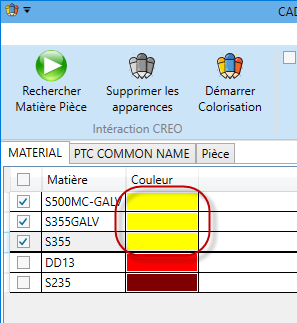 CAD
Rechercher
Matière Pièce
Supprimer les
apparences
Démarrer
Colorisation
Intéraction CREO
MATERIAL PTC COMMON NAME Pièce
Matière Couleur
S500MC-GALV
S355GALV
S355
DD13
S235